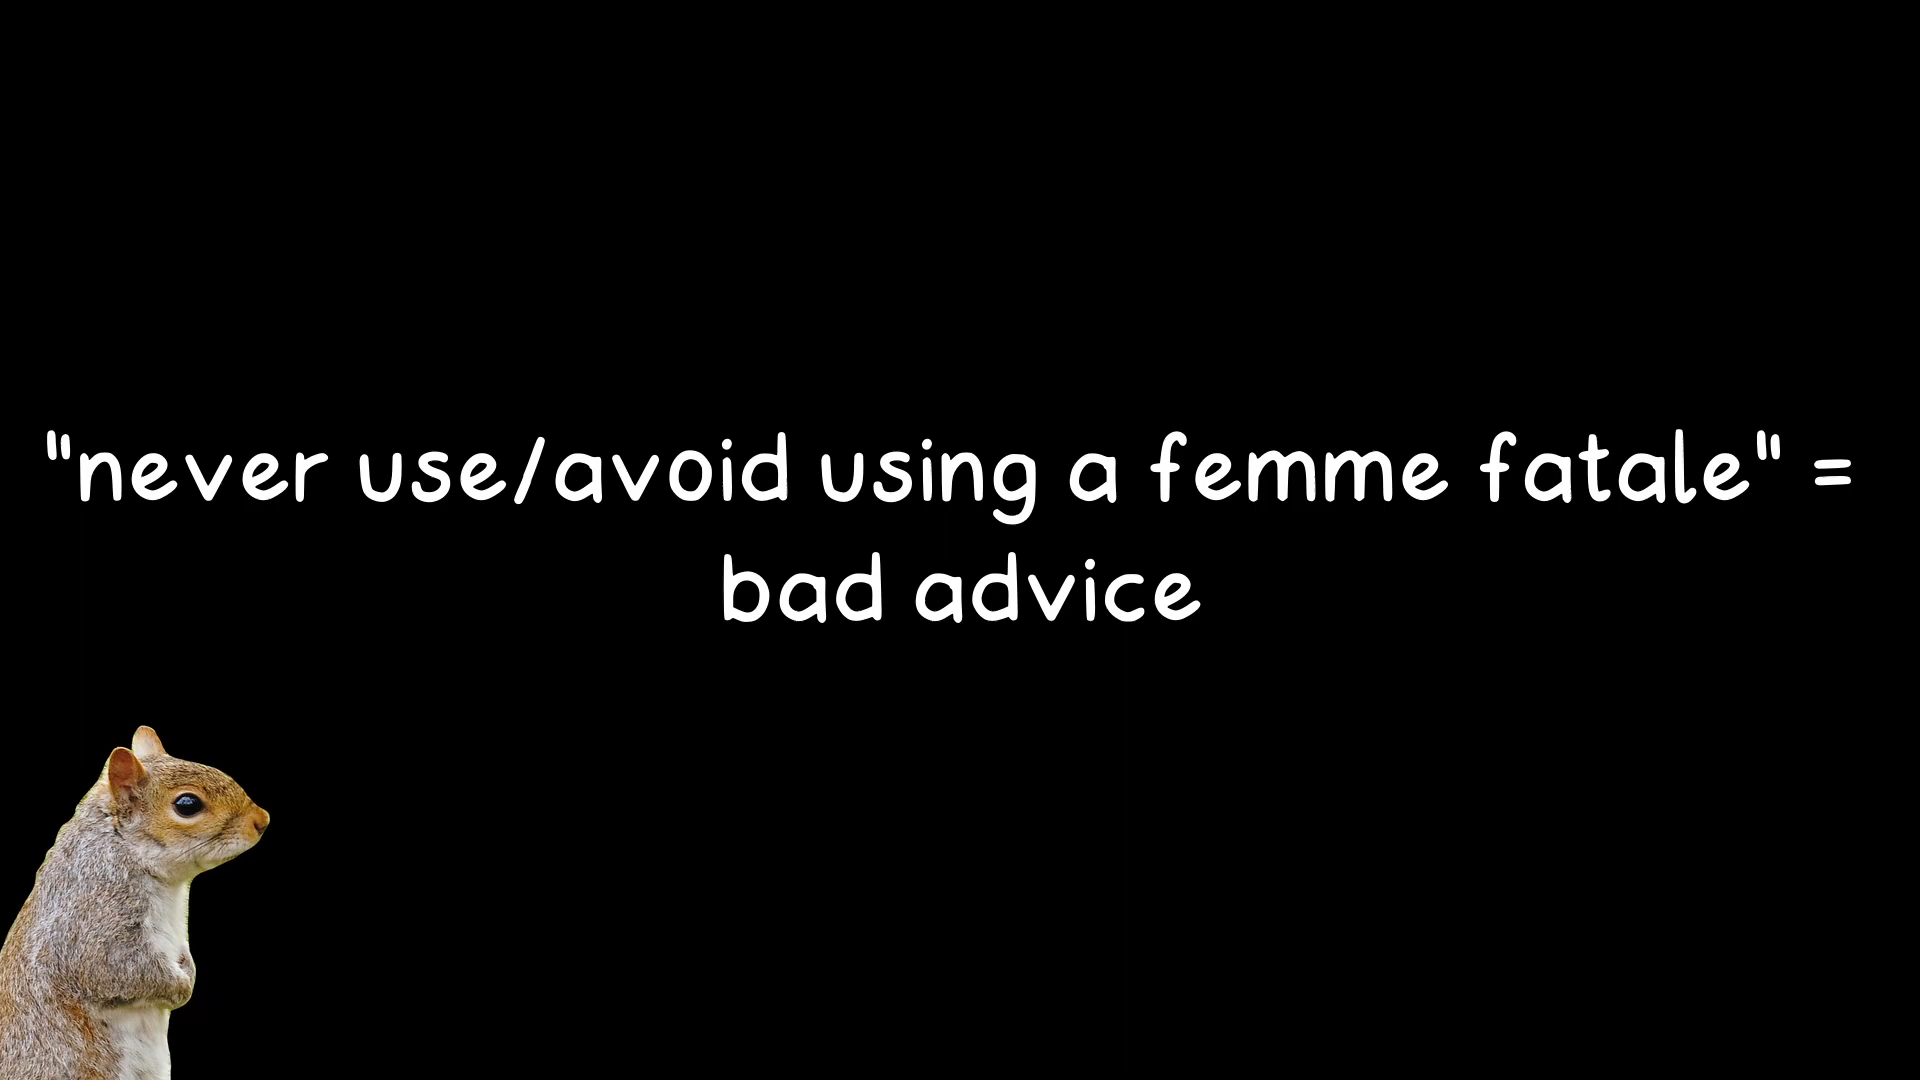 "never use/avoid using a femme fatale" =
bad advice